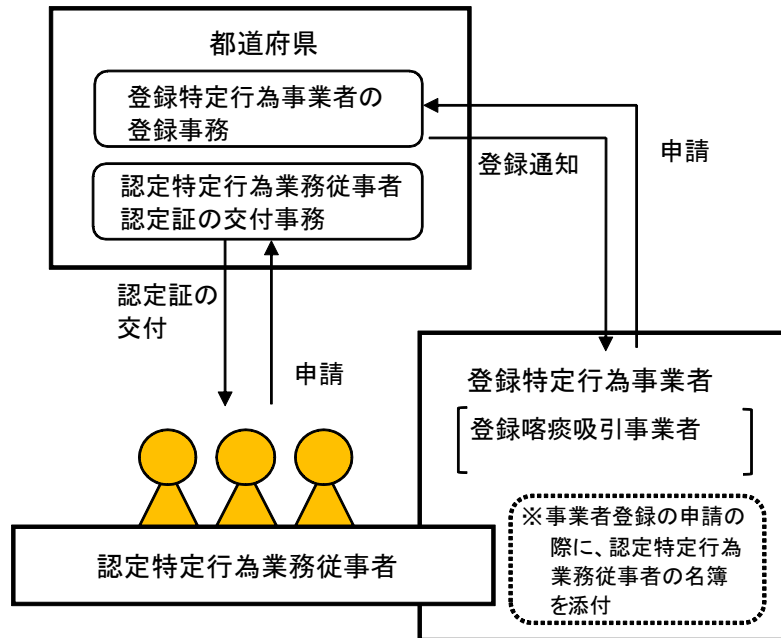 都道府県
登録特定行為事業者の
登録事務
認定特定行為業務従事者
認定証の交付事務
登録通知
申請
認定証の
交付
申請
登録特定行為事業者
登録喀痰吸引事業者
※事業者登録の申請の
際に、認定特定行為
業務従事者の名簿
を添付
認定特定行為業務従事者